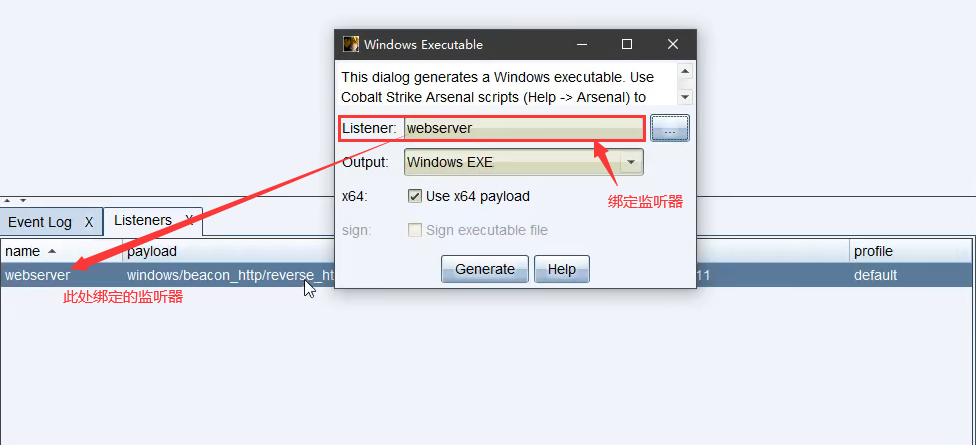 Windows Executable
This dialog generates a Windows executable. Use
Cobalt Strike Arsenal scripts (Help -> Arsenal) to
Listener: webserver ...
Output: Windows EXE
x64: Use x64 payload
绑定监听器
sign: Sign executable file
Generate Help
Event Log X Listeners X
name payload profile
webserver windows/beacon_http/reverse_ht 11 default
此处绑定的监听器